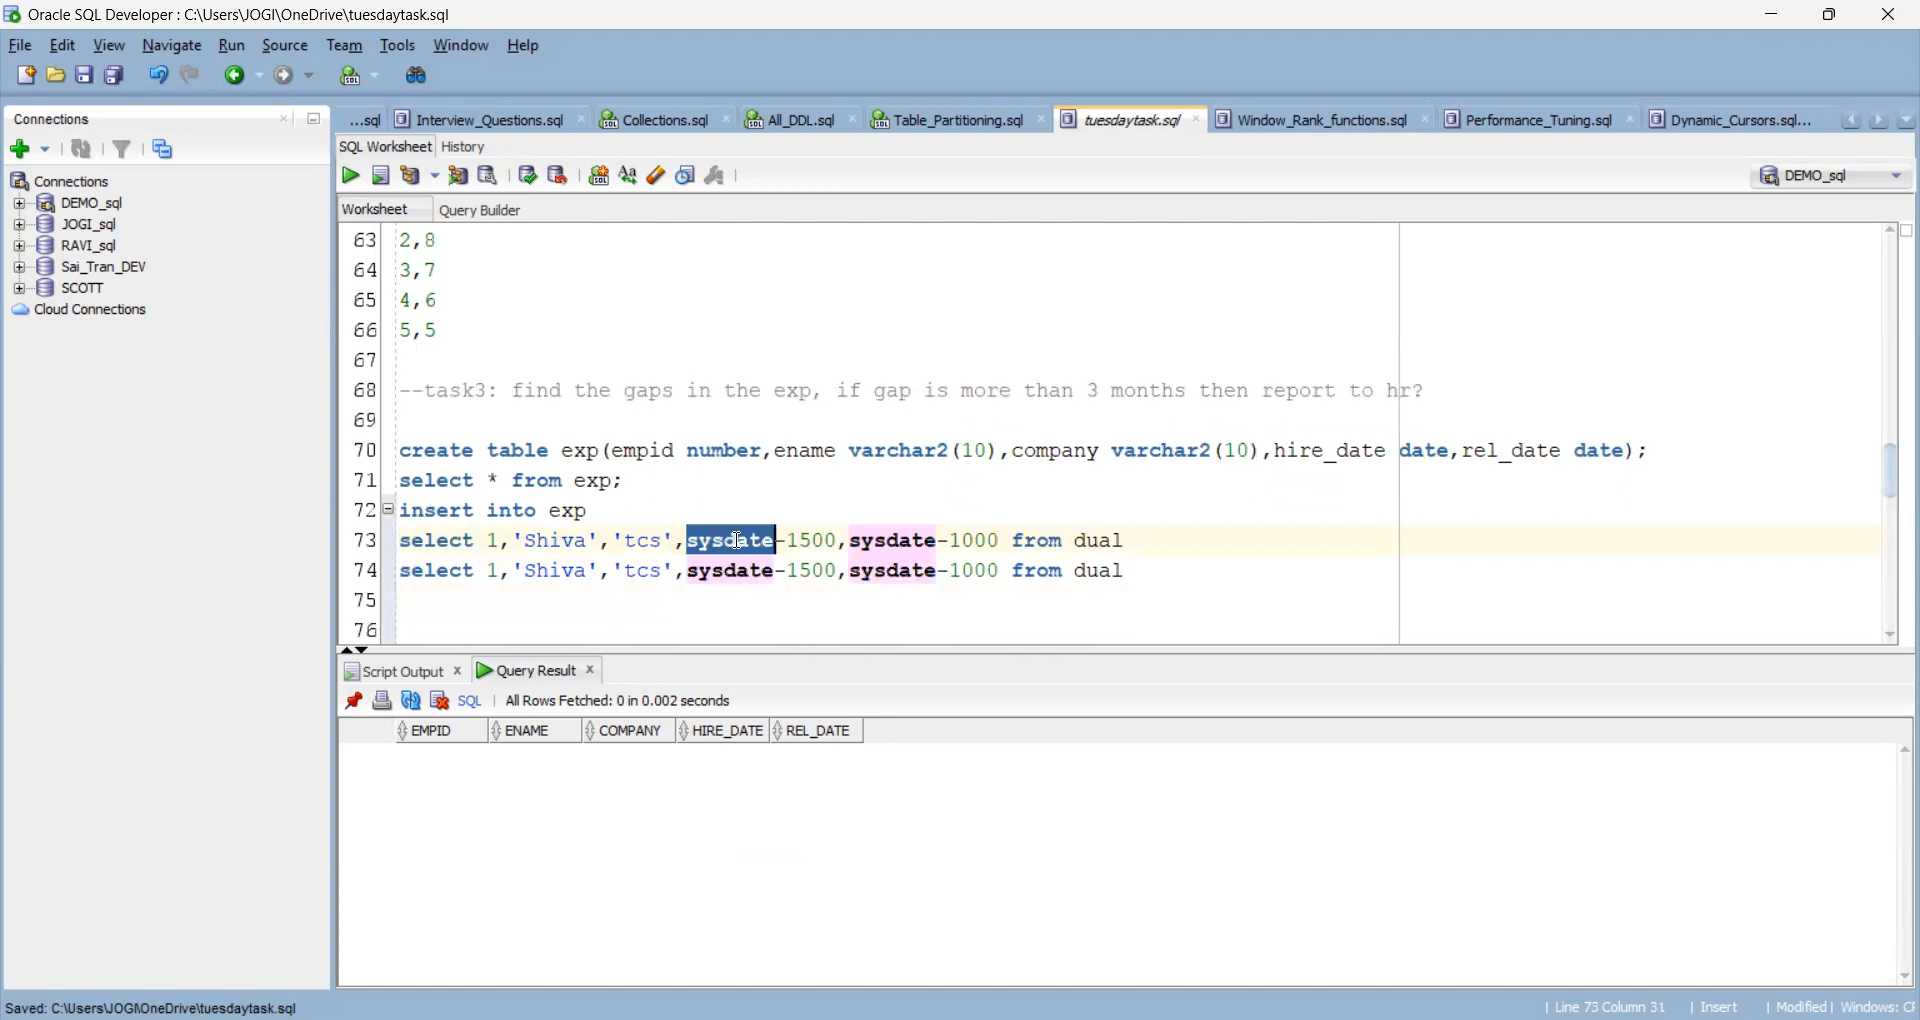 Oracle SQL Developer : C:\Users\JOGI\OneDrive\tuesdaytask.sql
File Edit View Navigate Run Source Team Tools Window Help
Connections
...sql Interview_Questions.sql Collections.sql All_DDL.sql Table_Partitioning.sql tuesdaytask.sql Window_Rank_functions.sql Performance_Tuning.sql Dynamic_Cursors.sql...
SQL Worksheet History
DEMO_sql
Worksheet Query Builder
Connections
DEMO_sql
JOGI_sql
RAVI_sql
Sai_Tran_DEV
SCOTT
Cloud Connections
63 2,8
64 3,7
65 4,6
66 5,5
67
68 --task3: find the gaps in the exp, if gap is more than 3 months then report to hr?
69
70 create table exp(empid number,ename varchar2(10),company varchar2(10),hire_date date,rel_date date);
71 select * from exp;
72 insert into exp
73 select 1,'Shiva','tcs',sysdate-1500,sysdate-1000 from dual
74 select 1,'Shiva','tcs',sysdate-1500,sysdate-1000 from dual
75
76
Script Output Query Result
SQL All Rows Fetched: 0 in 0.002 seconds
EMPID ENAME COMPANY HIRE_DATE REL_DATE
Saved: C:\Users\JOGI\OneDrive\tuesdaytask.sql
Line 73 Column 31 Insert Modified Windows: